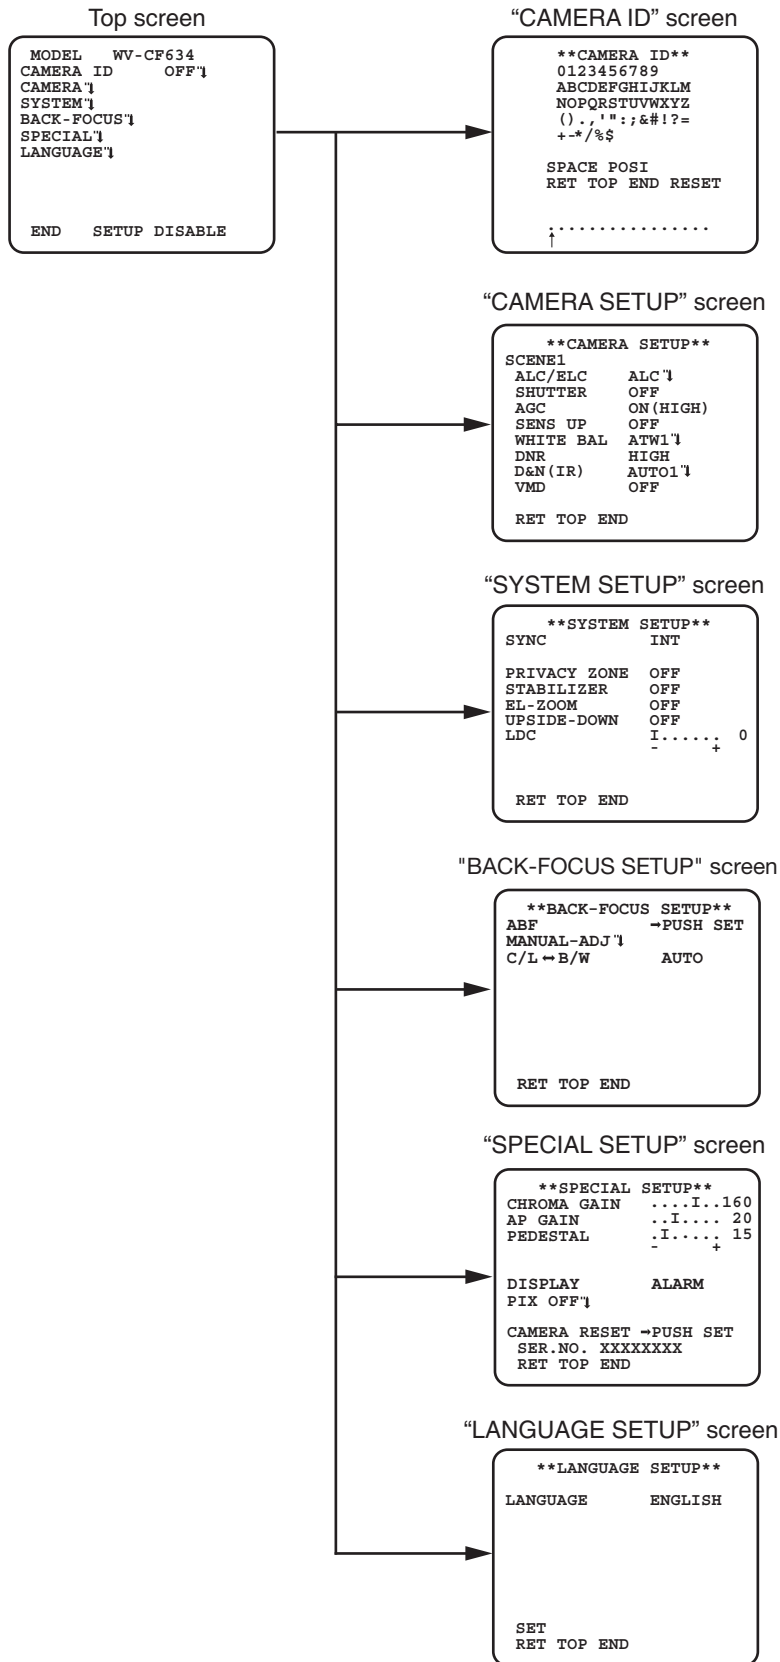 Top screen
MODEL WV-CF634
CAMERA ID OFF
CAMERA
SYSTEM
BACK-FOCUS
SPECIAL
LANGUAGE
END SETUP DISABLE
“CAMERA ID” screen
**CAMERA ID**
0123456789
ABCDEFGHIJKLM
NOPQRSTUVWXYZ
().,'":;&#!?=
+-*/%$
SPACE POSI
RET TOP END RESET
................
↑
“CAMERA SETUP” screen
**CAMERA SETUP**
SCENE1
ALC/ELC ALC
SHUTTER OFF
AGC ON(HIGH)
SENS UP OFF
WHITE BAL ATW1
DNR HIGH
D&N(IR) AUTO1
VMD OFF
RET TOP END
“SYSTEM SETUP” screen
**SYSTEM SETUP**
SYNC INT
PRIVACY ZONE OFF
STABILIZER OFF
EL-ZOOM OFF
UPSIDE-DOWN OFF
LDC I...... 0
- +
RET TOP END
"BACK-FOCUS SETUP" screen
**BACK-FOCUS SETUP**
ABF →PUSH SET
MANUAL-ADJ
C/L↔B/W AUTO
RET TOP END
“SPECIAL SETUP” screen
**SPECIAL SETUP**
CHROMA GAIN ....I..160
AP GAIN ..I.... 20
PEDESTAL .I..... 15
- +
DISPLAY ALARM
PIX OFF
CAMERA RESET →PUSH SET
SER.NO. XXXXXXXX
RET TOP END
“LANGUAGE SETUP” screen
**LANGUAGE SETUP**
LANGUAGE ENGLISH
SET
RET TOP END